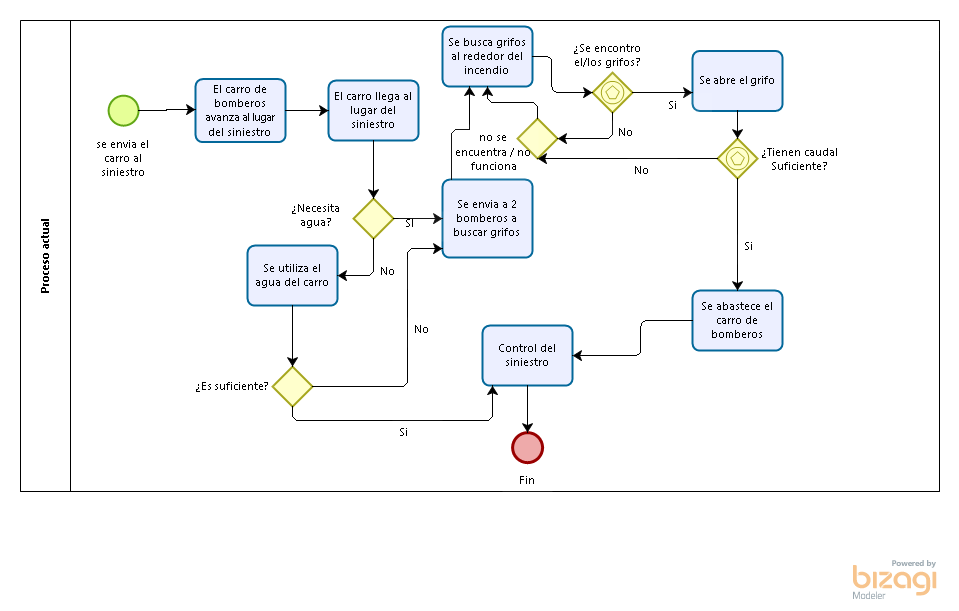 Proceso actual
se envia el
carro al
siniestro
El carro de
bomberos
avanza al lugar
del siniestro
El carro llega al
lugar del
siniestro
¿Necesita
agua?
Si
No
Se utiliza el
agua del carro
¿Es suficiente?
No
Si
Se envia a 2
bomberos a
buscar grifos
Se busca grifos
al rededor del
incendio
¿Se encontro
el/los grifos?
Si
No
no se
encuentra / no
funciona
Se abre el grifo
¿Tienen caudal
Suficiente?
No
Si
Se abastece el
carro de
bomberos
Control del
siniestro
Fin
Powered by
bizagi
Modeler